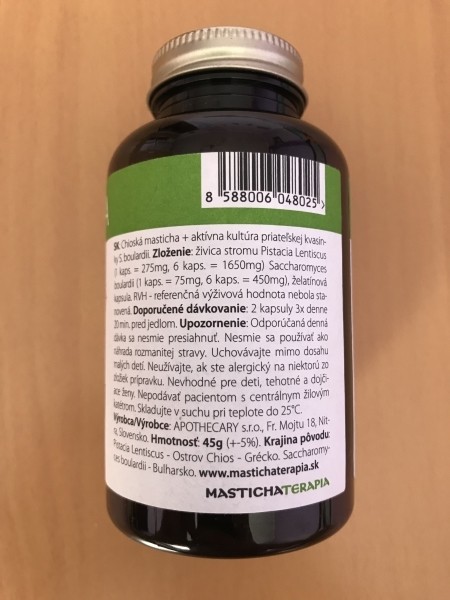 8 588006 048025 >
SK Chioská masticha + aktívna kultúra priateľskej kvasin-
ky S. boulardii. Zloženie: živica stromu Pistacia Lentiscus
(1 kaps. = 275mg, 6 kaps. = 1650mg) Saccharomyces
boulardii (1 kaps. = 75mg, 6 kaps. = 450mg), želatínová
kapsula. RVH - referenčná výživová hodnota nebola sta-
novená. Doporučené dávkovanie: 2 kapsuly 3x denne
20 min. pred jedlom. Upozornenie: Odporúčaná denná
dávka sa nesmie presiahnuť. Nesmie sa používať ako
náhrada rozmanitej stravy. Uchovávajte mimo dosahu
malých detí. Neužívajte, ak ste alergický na niektorú zo
zložiek prípravku. Nevhodné pre deti, tehotné a dojči-
ace ženy. Nepodávať pacientom s centrálnym žilovým
katétrom. Skladujte v suchu pri teplote do 25°C.
Výrobca/Výrobce: APOTHECARY s.r.o., Fr. Mojtu 18, Nit-
ra, Slovensko. Hmotnosť: 45g (+-5%). Krajina pôvodu:
Pistacia Lentiscus - Ostrov Chios - Grécko. Saccharomy-
ces boulardii - Bulharsko. www.mastichaterapia.sk
MASTICHATERAPIA